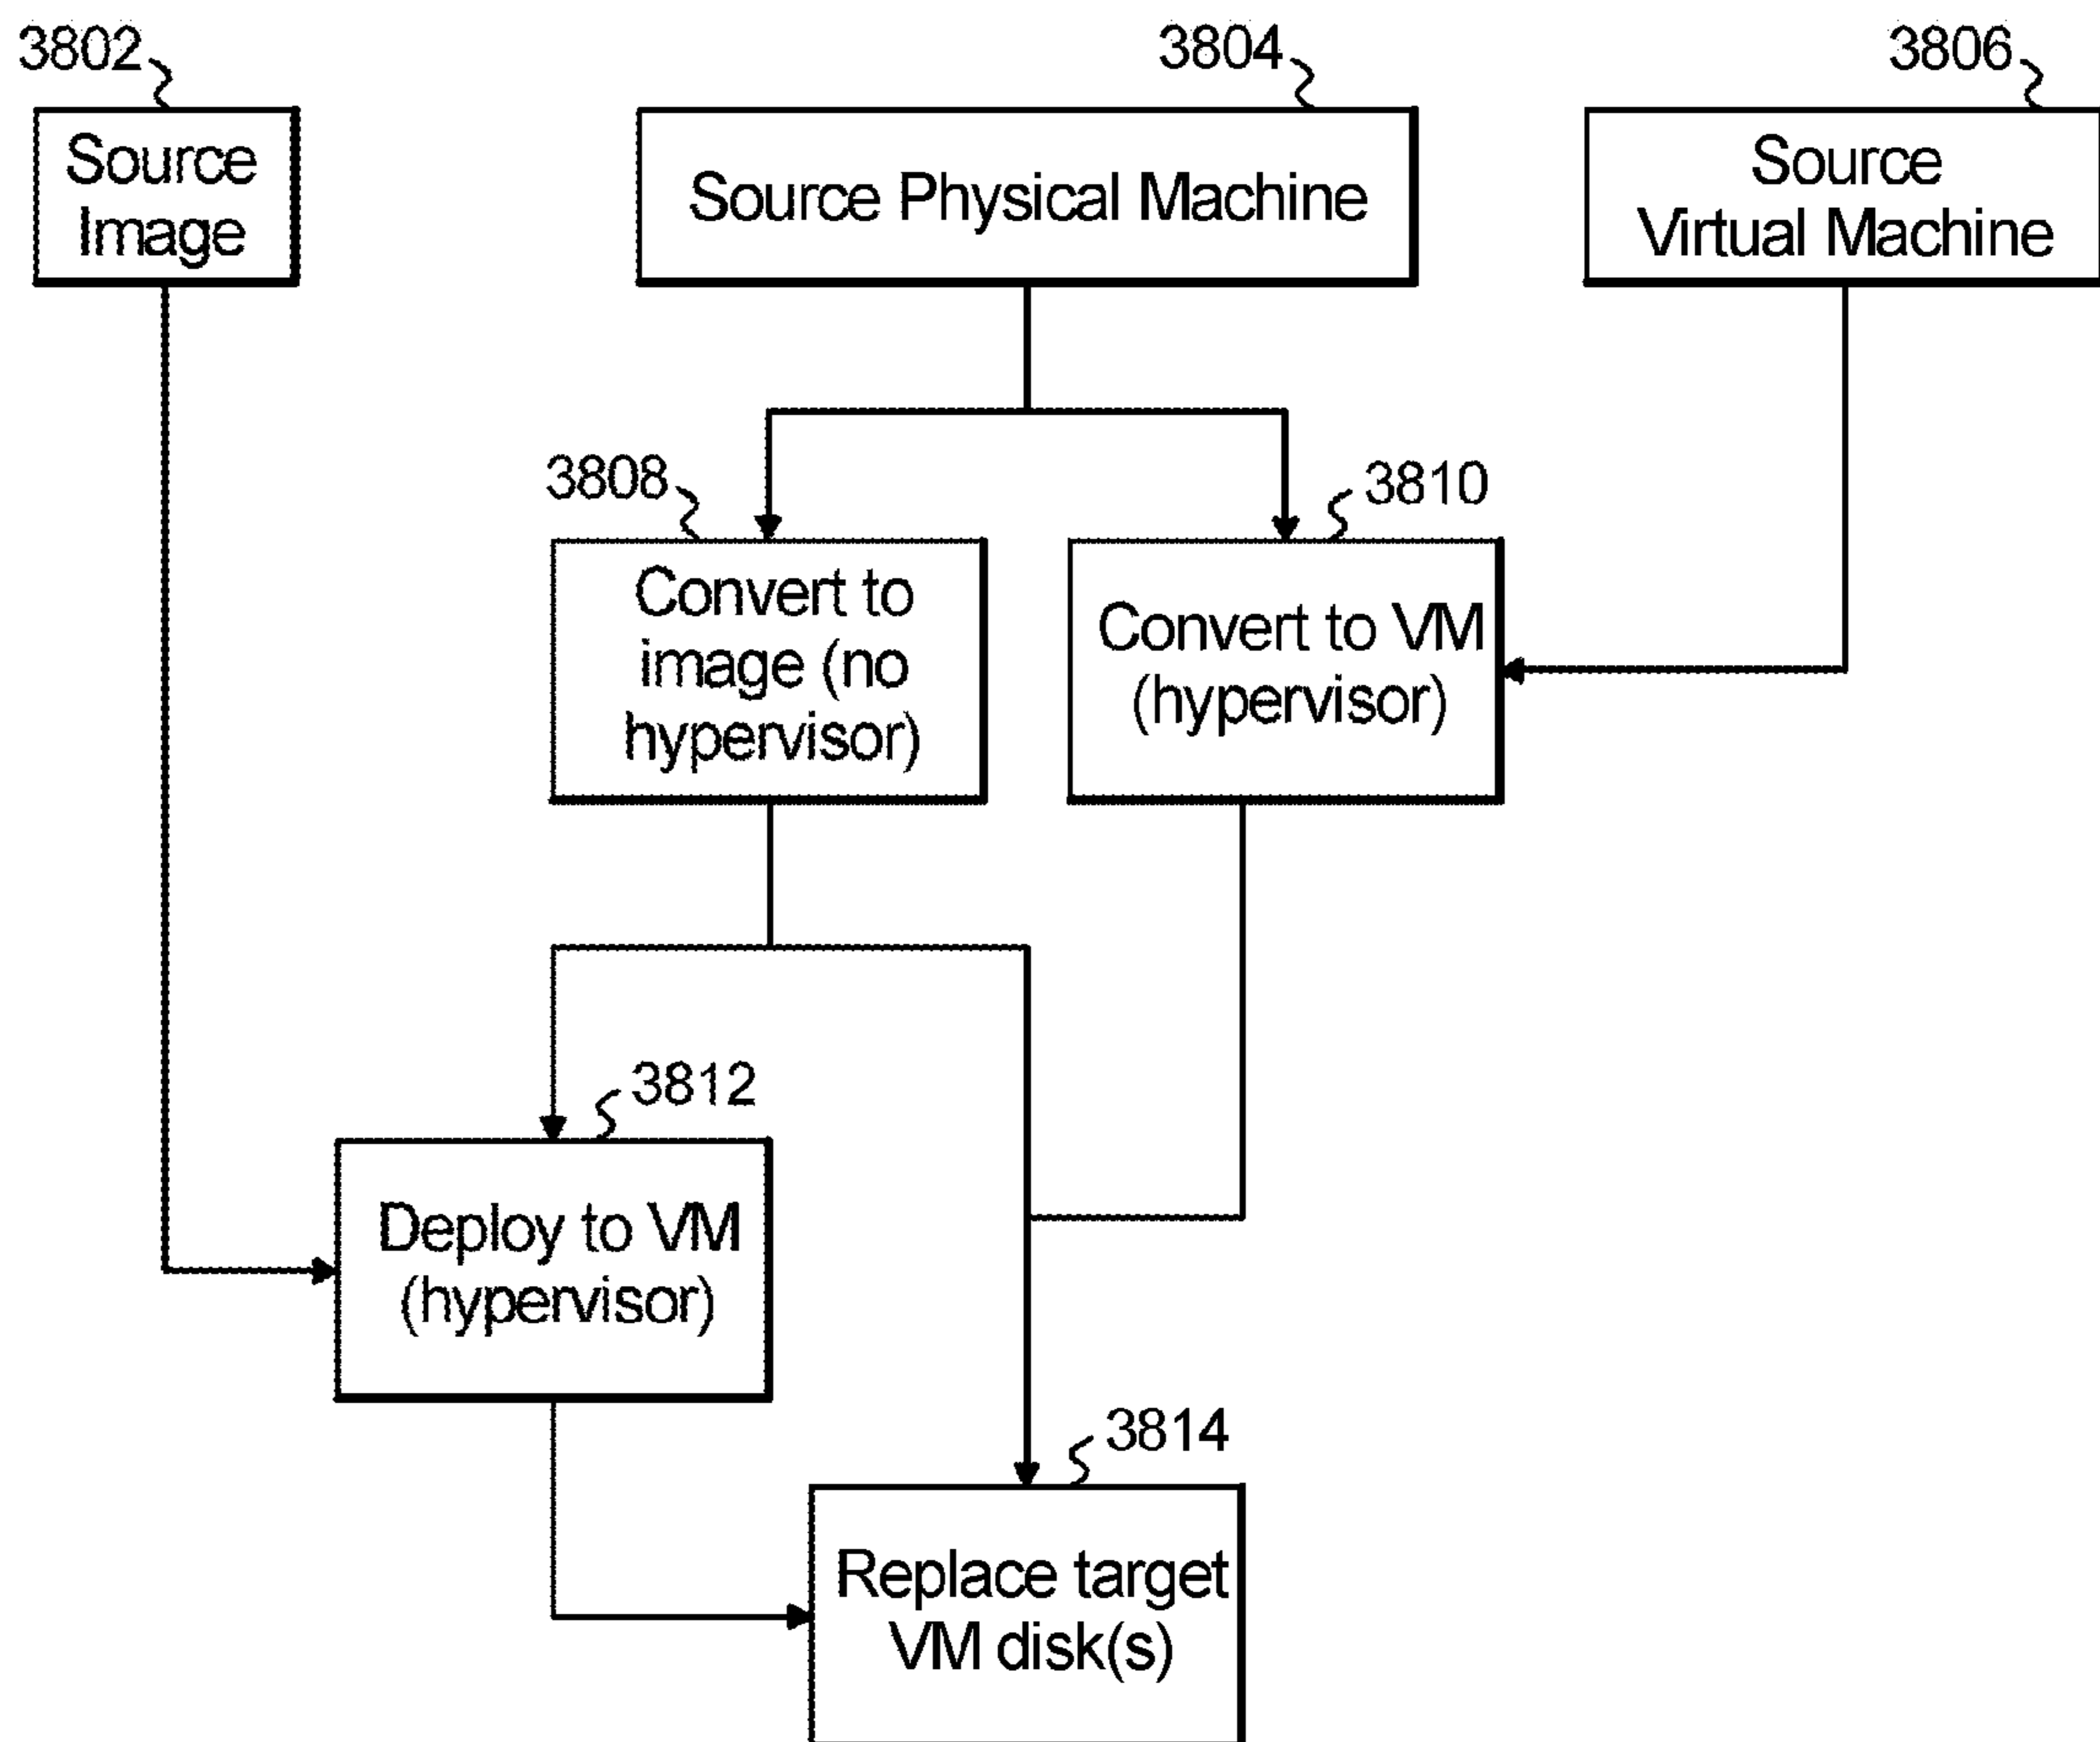 3802
3804
3806
Source
Image
Source Physical Machine
Source
Virtual Machine
3808
3810
Convert to
image (no
hypervisor)
Convert to VM
(hypervisor)
3812
Deploy to VM
(hypervisor)
3814
Replace target
VM disk(s)